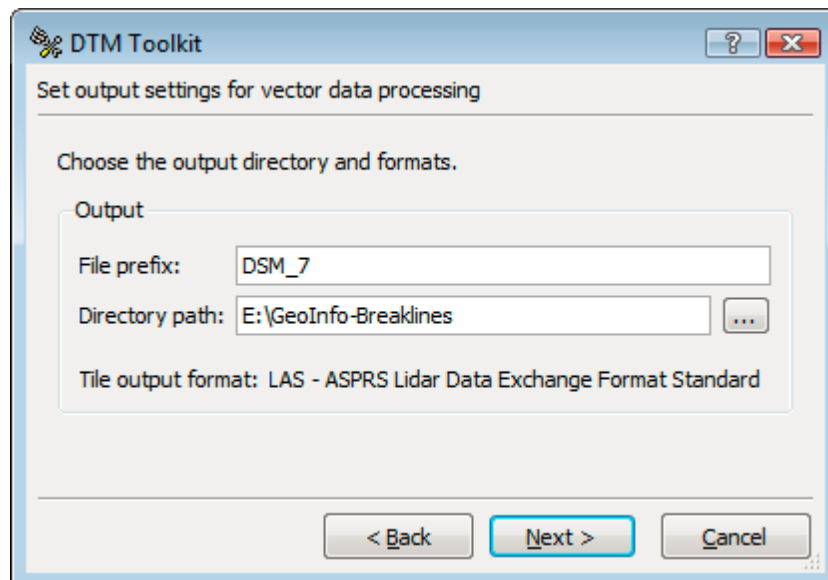 DTM Toolkit
?
Set output settings for vector data processing
Choose the output directory and formats.
Output
File prefix: DSM_7
Directory path: E:\GeoInfo-Breaklines ...
Tile output format: LAS - ASPRS Lidar Data Exchange Format Standard
< Back Next > Cancel